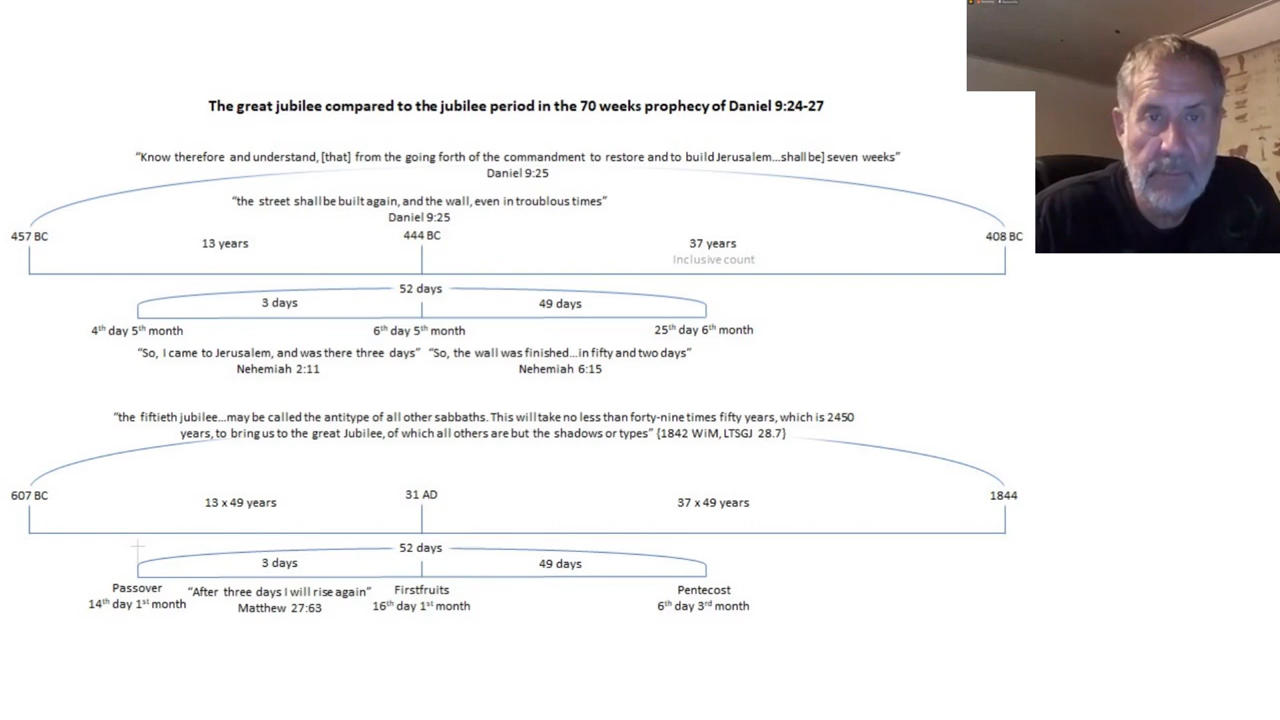 The great jubilee compared to the jubilee period in the 70 weeks prophecy of Daniel 9:24-27
“Know therefore and understand, [that] from the going forth of the commandment to restore and to build Jerusalem...shall be] seven weeks”
Daniel 9:25
“the street shall be built again, and the wall, even in troublous times”
Daniel 9:25
457 BC
444 BC
408 BC
13 years
37 years
Inclusive count
52 days
3 days
49 days
4th day 5th month
6th day 5th month
25th day 6th month
“So, I came to Jerusalem, and was there three days” “So, the wall was finished...in fifty and two days”
Nehemiah 2:11
Nehemiah 6:15
“the fiftieth jubilee...may be called the antitype of all other sabbaths. This will take no less than forty-nine times fifty years, which is 2450
years, to bring us to the great Jubilee, of which all others are but the shadows or types” {1842 WiM, LTSGJ 28.7}
607 BC
31 AD
1844
13 x 49 years
37 x 49 years
52 days
3 days
49 days
Passover
14th day 1st month
“After three days I will rise again”
Matthew 27:63
Firstfruits
16th day 1st month
Pentecost
6th day 3rd month